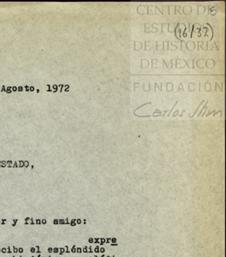 CENTRO DE
(16/32)
ESTUDIOS
DE HISTORIA
DE MÉXICO
FUNDACIÓN
Carlos Slim
Agosto, 1972
ESTADO,
r y fino amigo:
expre
cibo el espléndido